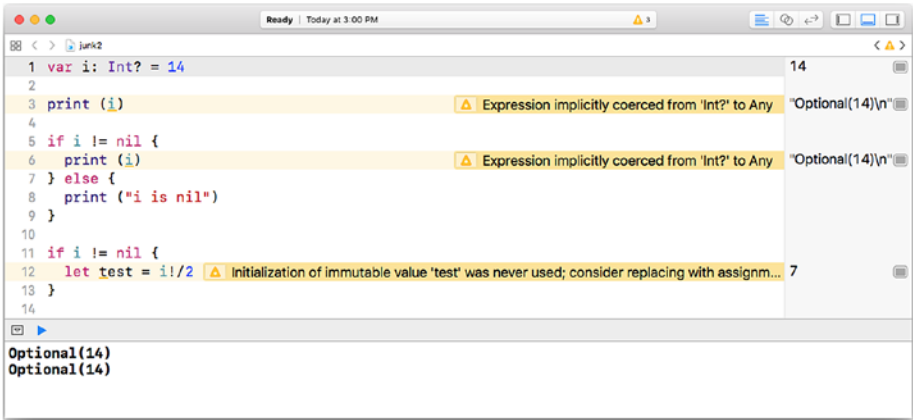 Ready | Today at 3:00 PM 3
junk2
1 var i: Int? = 14 14
2
3 print (i) Expression implicitly coerced from 'Int?' to Any "Optional(14)\n"
4
5 if i != nil {
6 print (i) Expression implicitly coerced from 'Int?' to Any "Optional(14)\n"
7 } else {
8 print ("i is nil")
9 }
10
11 if i != nil {
12 let test = i!/2 Initialization of immutable value 'test' was never used; consider replacing with assignm... 7
13 }
14
Optional(14)
Optional(14)